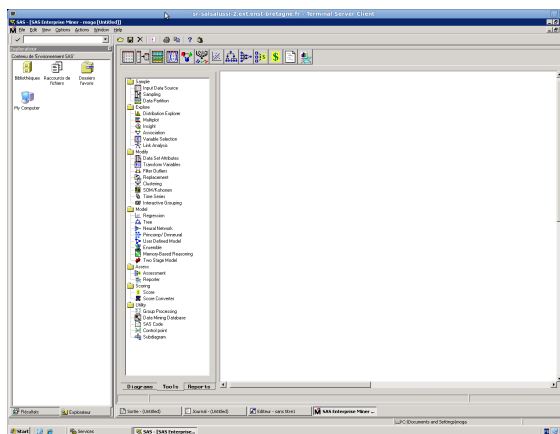 sr-salsalussi-2.ext.enst-bretagne.fr - Terminal Server Client
SAS - [SAS Enterprise Miner - moga [Untitled]]
File Edit View Options Actions Window Help
Explorateur
Contenu de 'Environnement SAS'
Bibliothèques
Raccourcis de fichiers
Dossiers favoris
My Computer
Sample
Input Data Source
Sampling
Data Partition
Explore
Distribution Explorer
Multiplot
Insight
Association
Variable Selection
Link Analysis
Modify
Data Set Attributes
Transform Variables
Filter Outliers
Replacement
Clustering
SOM/Kohonen
Time Series
Interactive Grouping
Model
Regression
Tree
Neural Network
Princomp/ Dmneural
User Defined Model
Ensemble
Memory-Based Reasoning
Two Stage Model
Assess
Assessment
Reporter
Scoring
Score
Score Converter
Utility
Group Processing
Data Mining Database
SAS Code
Control point
Subdiagram
Diagrams Tools Reports
Résultats
Explorateur
Sortie - (Untitled)
Journal - (Untitled)
Editeur - sans titre1
SAS Enterprise Miner ...
C:\Documents and Settings\moga
Start
Services
SAS - [SAS Enterprise...